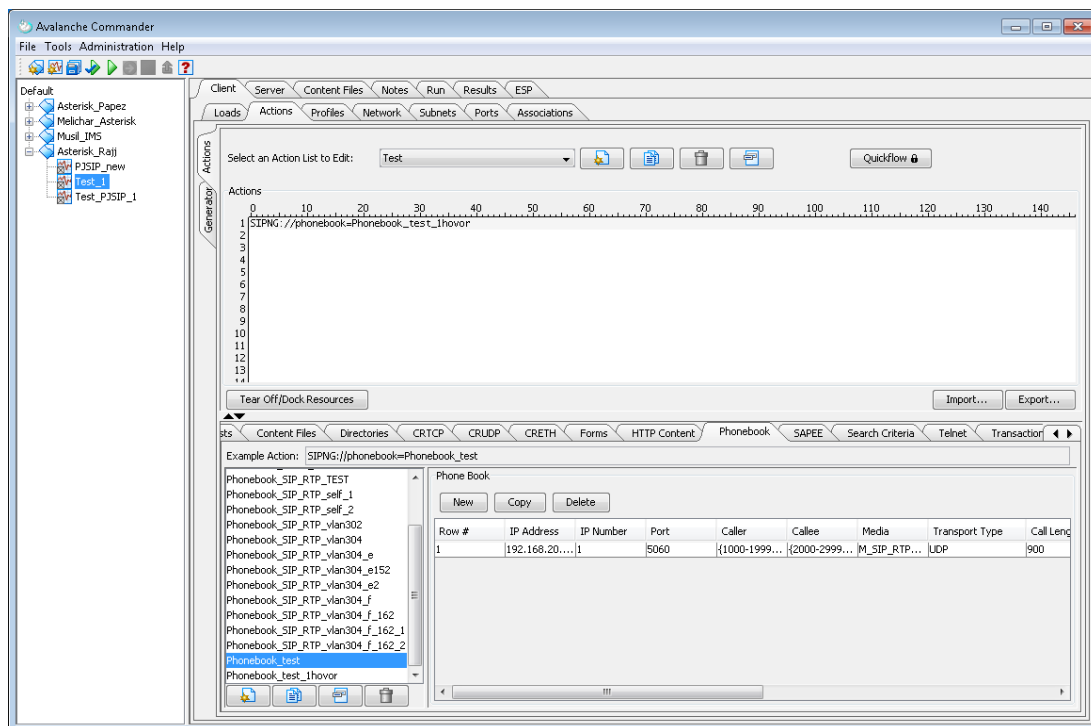 Avalanche Commander
File Tools Administration Help
Default
Asterisk_Papez
Melichar_Asterisk
Musil_IMS
Asterisk_Rajj
PJSIP_new
Test_1
Test_PJSIP_1
Client Server Content Files Notes Run Results ESP
Loads Actions Profiles Network Subnets Ports Associations
Actions
Generator
Select an Action List to Edit: Test Quickflow
Actions
0 10 20 30 40 50 60 70 80 90 100 110 120 130 140
1 SIPNG://phonebook=Phonebook_test_1hovor
2
3
4
5
6
7
8
9
10
11
12
13
14
Tear Off/Dock Resources Import... Export...
sts Content Files Directories CRTCP CRUDP CRETH Forms HTTP Content Phonebook SAPEE Search Criteria Telnet Transaction
Example Action: SIPNG://phonebook=Phonebook_test
Phonebook_SIP_RTP_TEST
Phonebook_SIP_RTP_self_1
Phonebook_SIP_RTP_self_2
Phonebook_SIP_RTP_vlan302
Phonebook_SIP_RTP_vlan304
Phonebook_SIP_RTP_vlan304_e
Phonebook_SIP_RTP_vlan304_e152
Phonebook_SIP_RTP_vlan304_e2
Phonebook_SIP_RTP_vlan304_f
Phonebook_SIP_RTP_vlan304_f_162
Phonebook_SIP_RTP_vlan304_f_162_1
Phonebook_SIP_RTP_vlan304_f_162_2
Phonebook_test
Phonebook_test_1hovor
Phone Book
New Copy Delete
Row # IP Address IP Number Port Caller Callee Media Transport Type Call Leng
1 192.168.20.... 1 5060 {1000-1999... {2000-2999... M_SIP_RTP... UDP 900